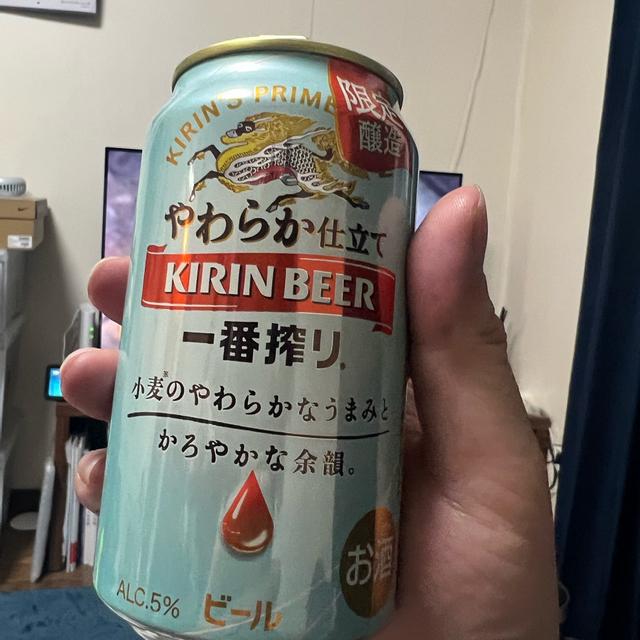 KIRIN'S PRIME
限定
醸造
やわらか仕立て
KIRIN BEER
一番搾り
小麦※のやわらかなうまみと
かろやかな余韻。
お酒
ALC.5%
ビール